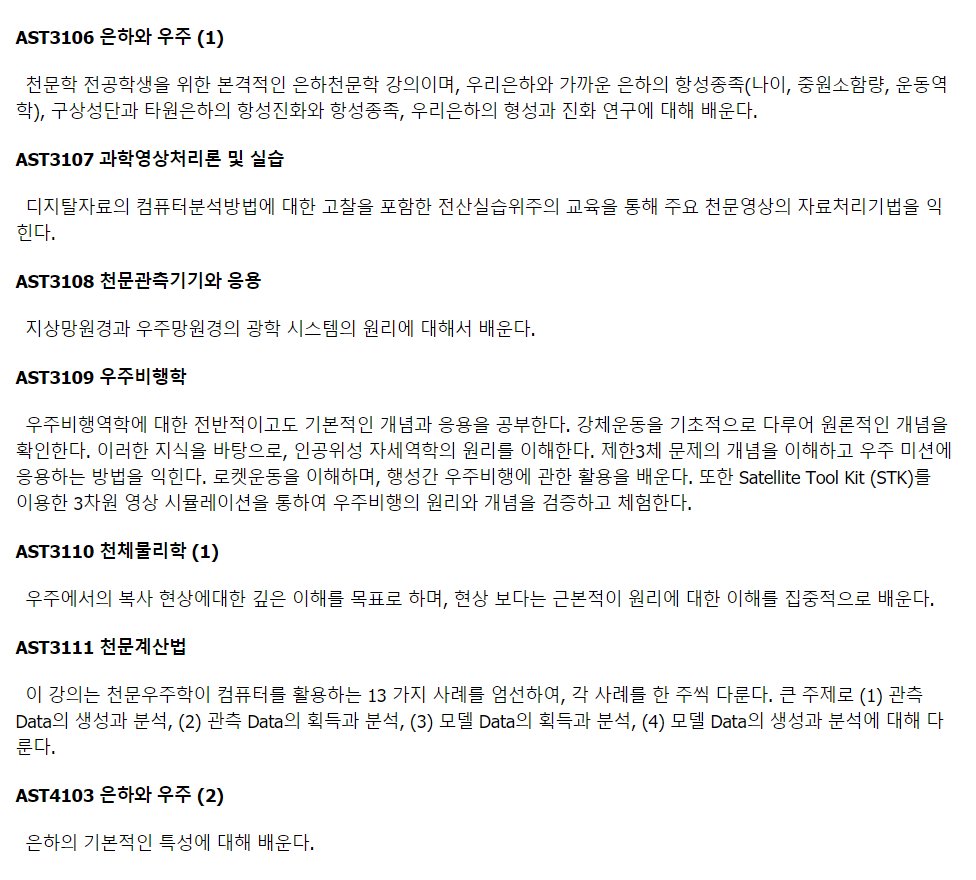 AST3106 은하와 우주 (1)
천문학 전공학생을 위한 본격적인 은하천문학 강의이며, 우리은하와 가까운 은하의 항성종족(나이, 중원소함량, 운동역
학), 구상성단과 타원은하의 항성진화와 항성종족, 우리은하의 형성과 진화 연구에 대해 배운다.
AST3107 과학영상처리론 및 실습
디지탈자료의 컴퓨터분석방법에 대한 고찰을 포함한 전산실습위주의 교육을 통해 주요 천문영상의 자료처리기법을 익
힌다.
AST3108 천문관측기기와 응용
지상망원경과 우주망원경의 광학 시스템의 원리에 대해서 배운다.
AST3109 우주비행학
우주비행역학에 대한 전반적이고도 기본적인 개념과 응용을 공부한다. 강체운동을 기초적으로 다루어 원론적인 개념을
확인한다. 이러한 지식을 바탕으로, 인공위성 자세역학의 원리를 이해한다. 제한3체 문제의 개념을 이해하고 우주 미션에
응용하는 방법을 익힌다. 로켓운동을 이해하며, 행성간 우주비행에 관한 활용을 배운다. 또한 Satellite Tool Kit (STK)를
이용한 3차원 영상 시뮬레이션을 통하여 우주비행의 원리와 개념을 검증하고 체험한다.
AST3110 천체물리학 (1)
우주에서의 복사 현상에대한 깊은 이해를 목표로 하며, 현상 보다는 근본적이 원리에 대한 이해를 집중적으로 배운다.
AST3111 천문계산법
이 강의는 천문우주학이 컴퓨터를 활용하는 13 가지 사례를 엄선하여, 각 사례를 한 주씩 다룬다. 큰 주제로 (1) 관측
Data의 생성과 분석, (2) 관측 Data의 획득과 분석, (3) 모델 Data의 획득과 분석, (4) 모델 Data의 생성과 분석에 대해 다
룬다.
AST4103 은하와 우주 (2)
은하의 기본적인 특성에 대해 배운다.